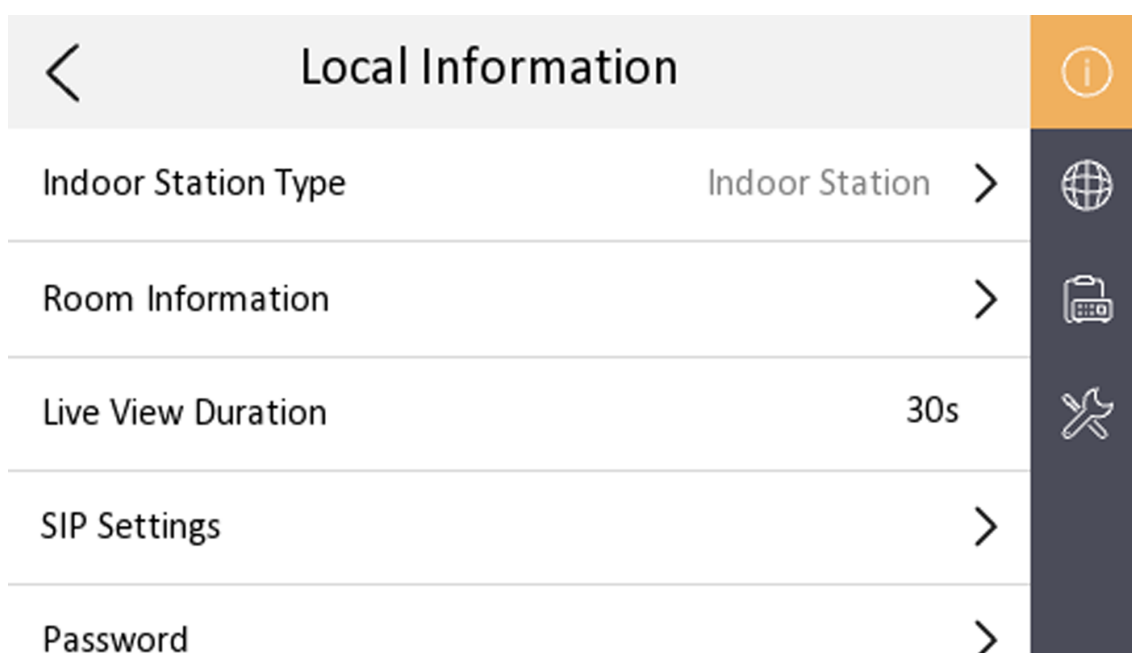 Local Information
Indoor Station Type Indoor Station
Room Information
Live View Duration 30s
SIP Settings
Password